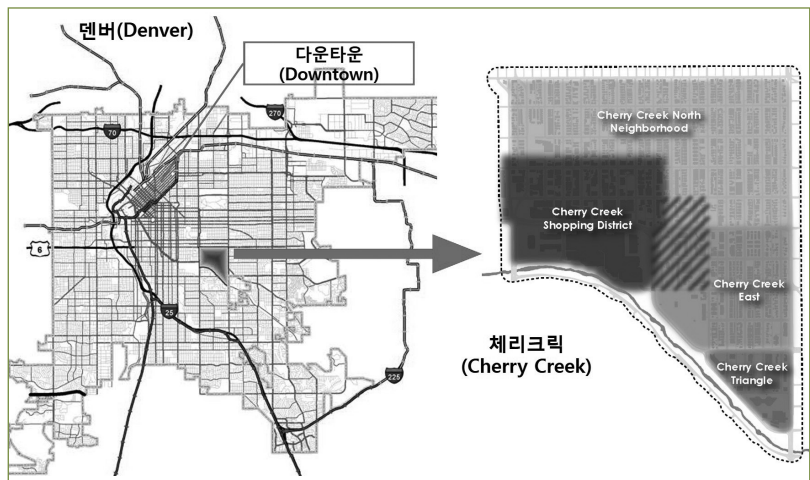 덴버(Denver)
다운타운
(Downtown)
270
70
6
25
225
Cherry Creek North
Neighborhood
Cherry Creek
Shopping District
Cherry Creek
East
Cherry Creek
Triangle
체리크릭
(Cherry Creek)